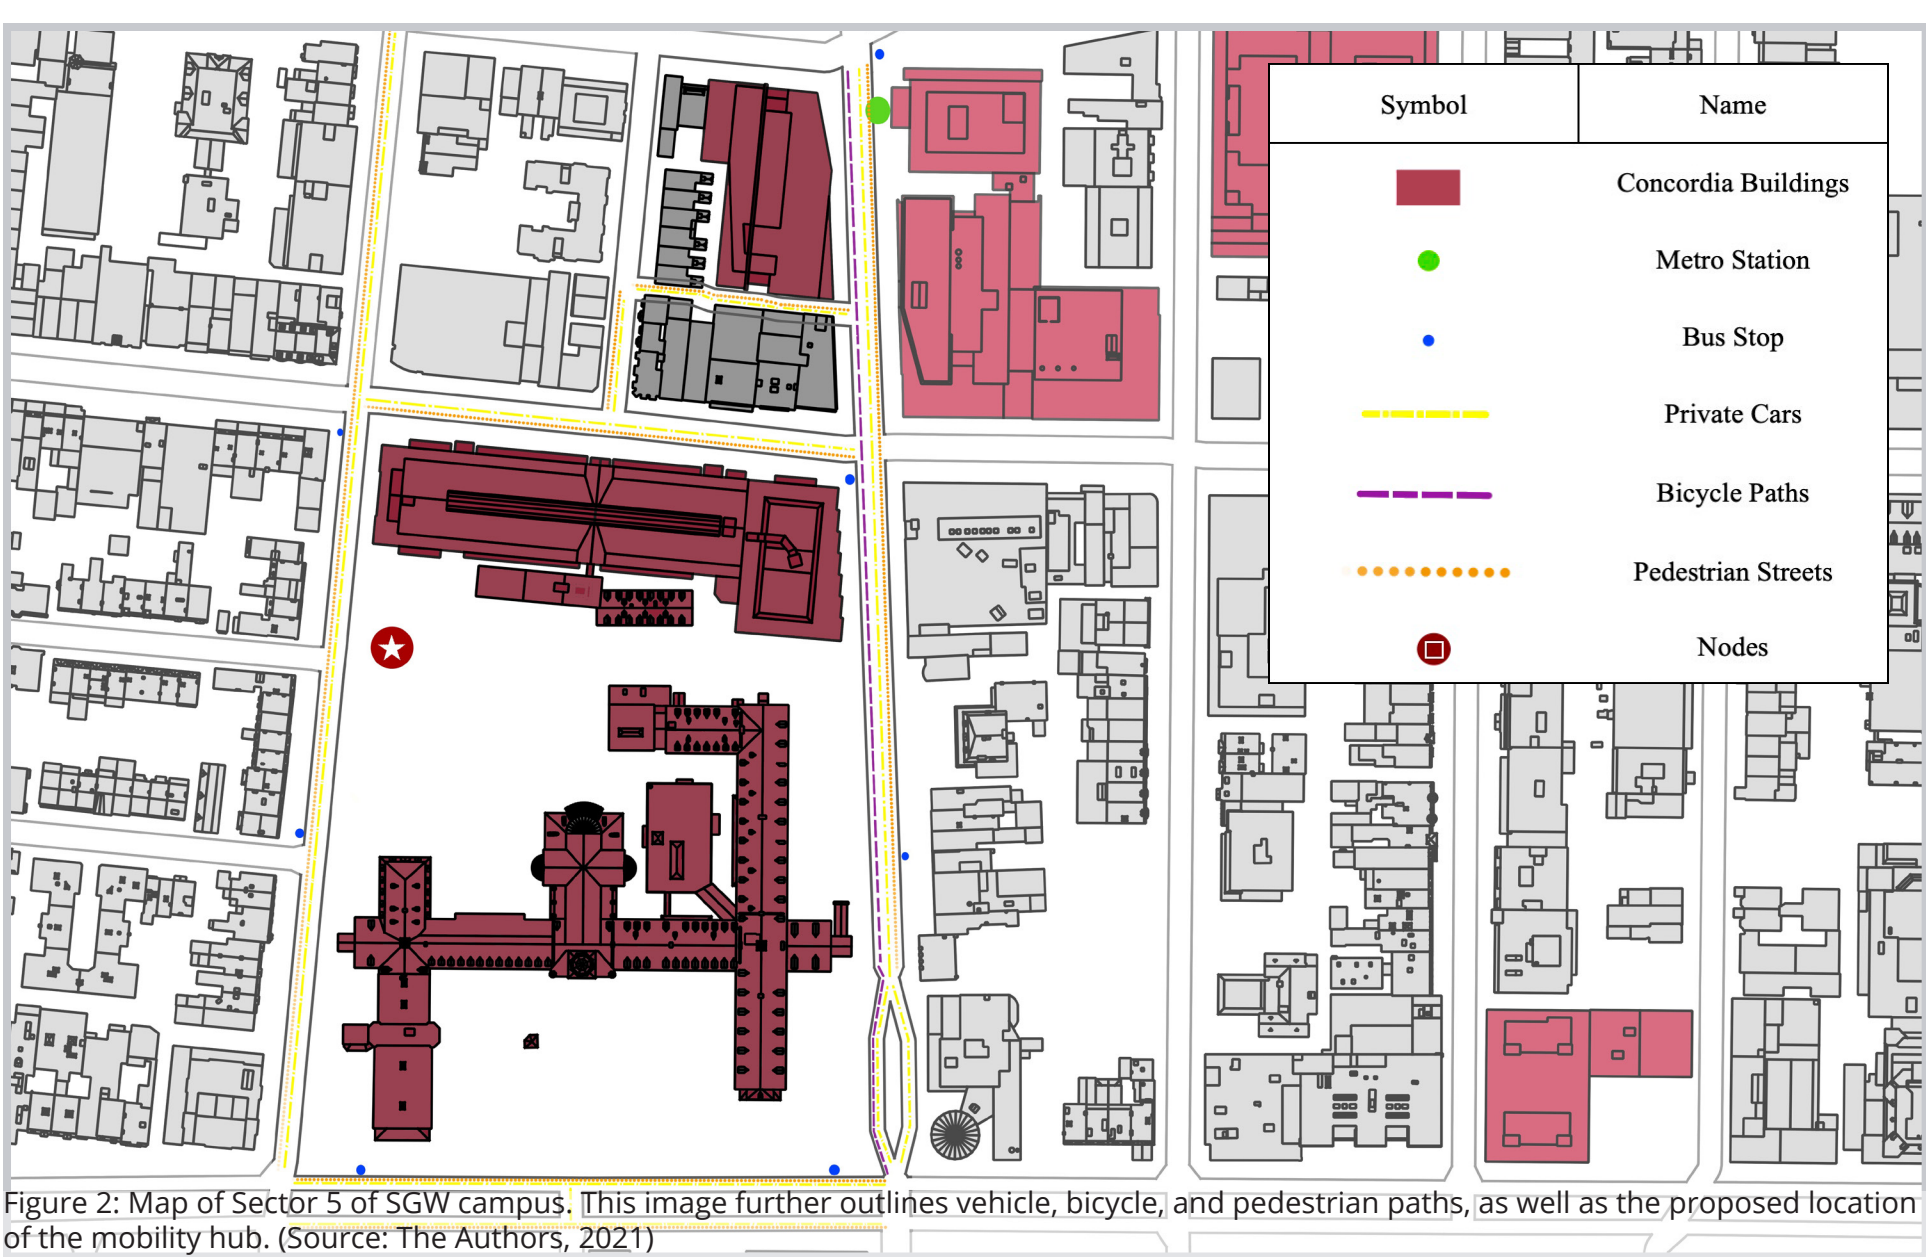 Symbol Name
Concordia Buildings
Metro Station
Bus Stop
Private Cars
Bicycle Paths
Pedestrian Streets
Nodes
Figure 2: Map of Sector 5 of SGW campus. This image further outlines vehicle, bicycle, and pedestrian paths, as well as the proposed location
of the mobility hub. (Source: The Authors, 2021)